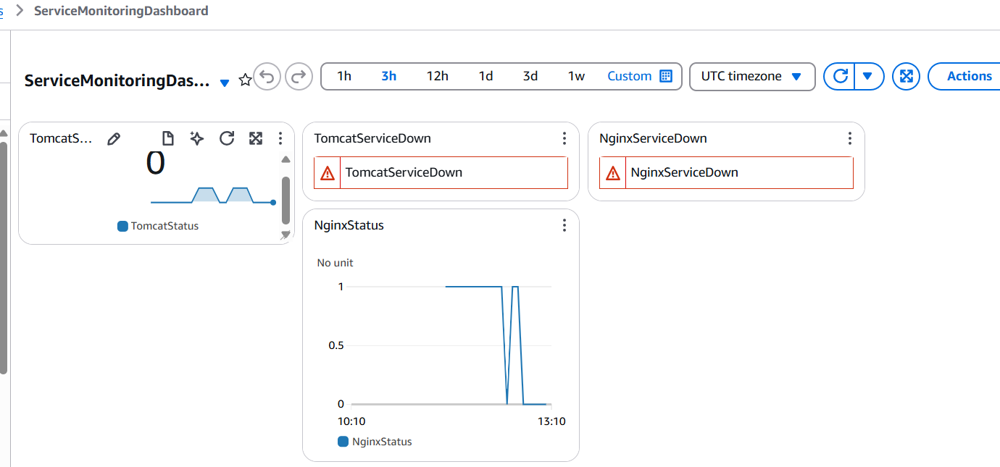 ServiceMonitoringDashboard
ServiceMonitoringDas...
1h 3h 12h 1d 3d 1w Custom
UTC timezone
Actions
TomcatS...
0
TomcatStatus
TomcatServiceDown
TomcatServiceDown
NginxServiceDown
NginxServiceDown
NginxStatus
No unit
1
0.5
0
10:10 13:10
NginxStatus